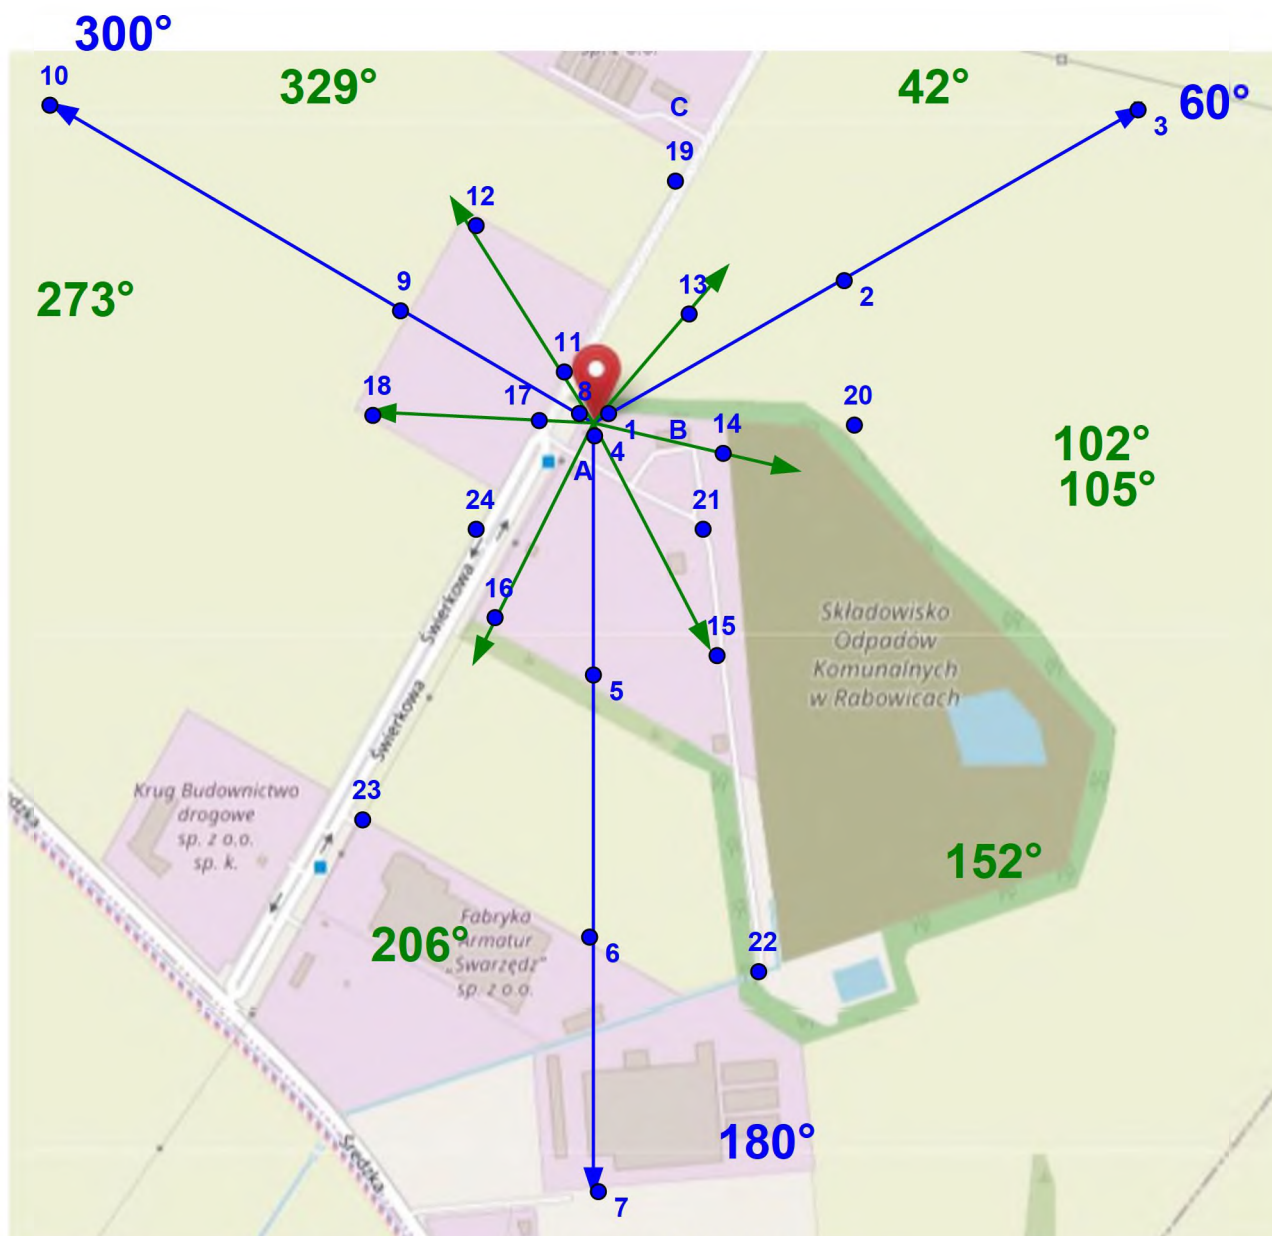 300°
10
329°
42°
60°
3
C
19
12
273°
9
13
2
11
8
18
17
20
1
B
14
4
102°
A
105°
24
21
16
15
Świerkowa
Składowisko
Odpadów
Komunalnych
w Rabowicach
5
Świerkowa
23
Krug Budownictwo
drogowe
sp. z o.o.
sp. k.
152°
206°
Fabryka
Armatur
„Swarzędz"
sp. z o.o.
6
22
180°
Średzka
7